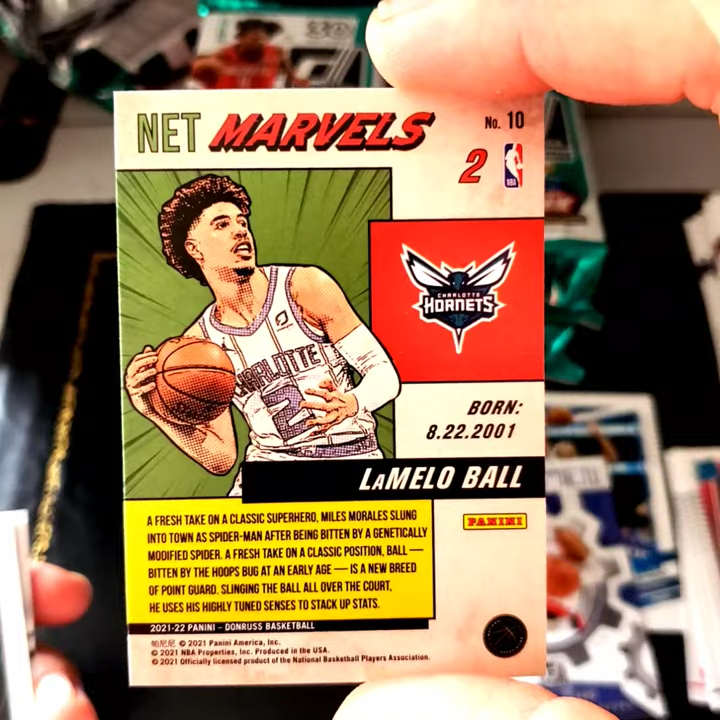 NET MARVELS
No. 10
2
NBA
CHARLOTTE
HORNETS
CHARLOTTE
2
BORN:
8.22.2001
LaMELO BALL
PANINI
A FRESH TAKE ON A CLASSIC SUPERHERO, MILES MORALES SLUNG
INTO TOWN AS SPIDER-MAN AFTER BEING BITTEN BY A GENETICALLY
MODIFIED SPIDER. A FRESH TAKE ON A CLASSIC POSITION, BALL —
BITTEN BY THE HOOPS BUG AT AN EARLY AGE — IS A NEW BREED
OF POINT GUARD. SLINGING THE BALL ALL OVER THE COURT,
HE USES HIS HIGHLY TUNED SENSES TO STACK UP STATS.
2021-22 PANINI – DONRUSS BASKETBALL
帕尼尼 © 2021 Panini America, Inc.
© 2021 NBA Properties, Inc. Produced in the USA.
© 2021 Officially licensed product of the National Basketball Players Association.